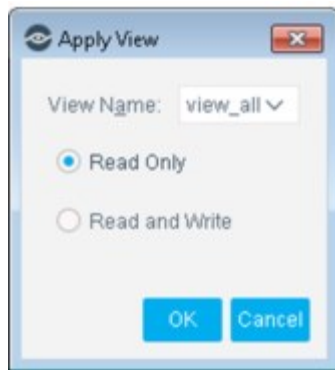 Apply View
View Name: view_all
Read Only
Read and Write
OK Cancel